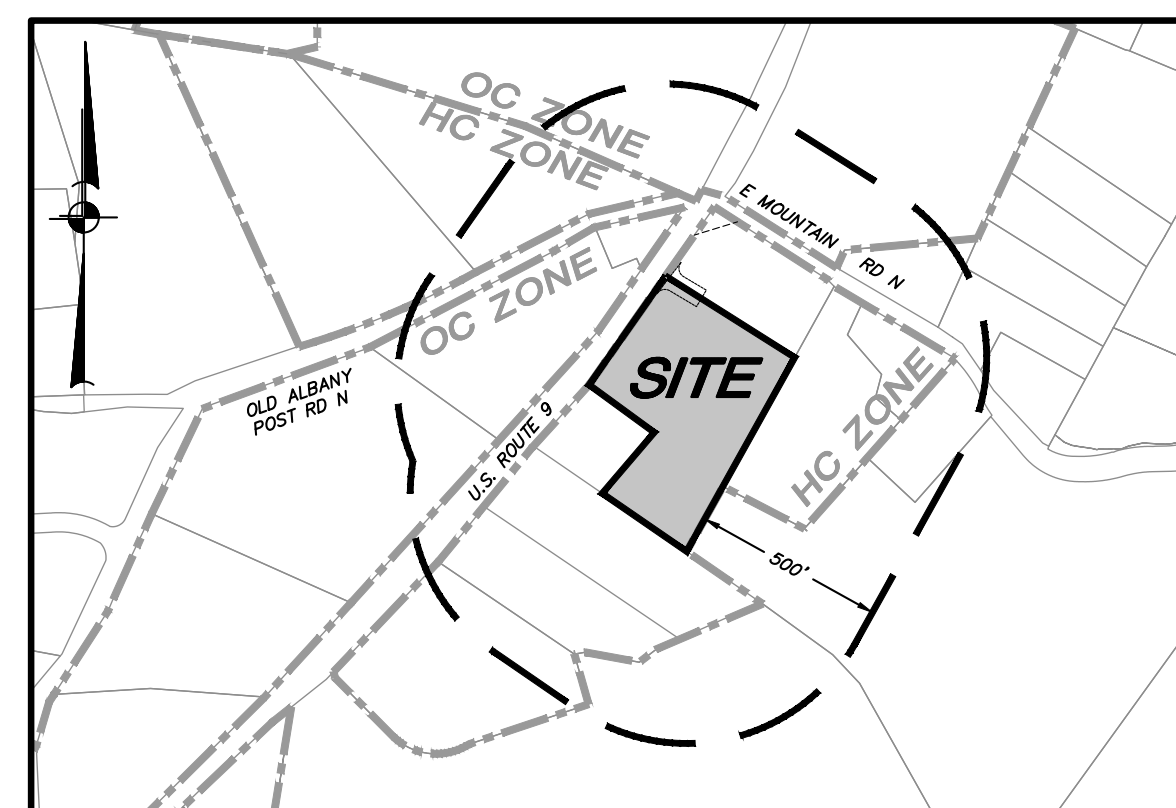 OC ZONE
HC ZONE
E MOUNTAIN
RD N
OC ZONE
SITE
HC ZONE
OLD ALBANY
POST RD N
U.S. ROUTE 9
500'